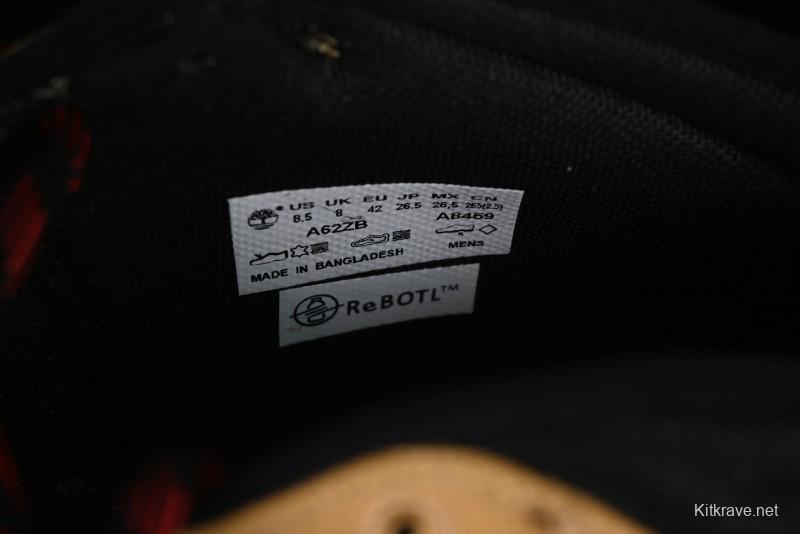 ® US UK EU JP MX CN
8.5 8 42 26.5 26,5 265(2.5)
A62ZB A8469
MENS
MADE IN BANGLADESH
ReBOTL™
Kitkrave.net